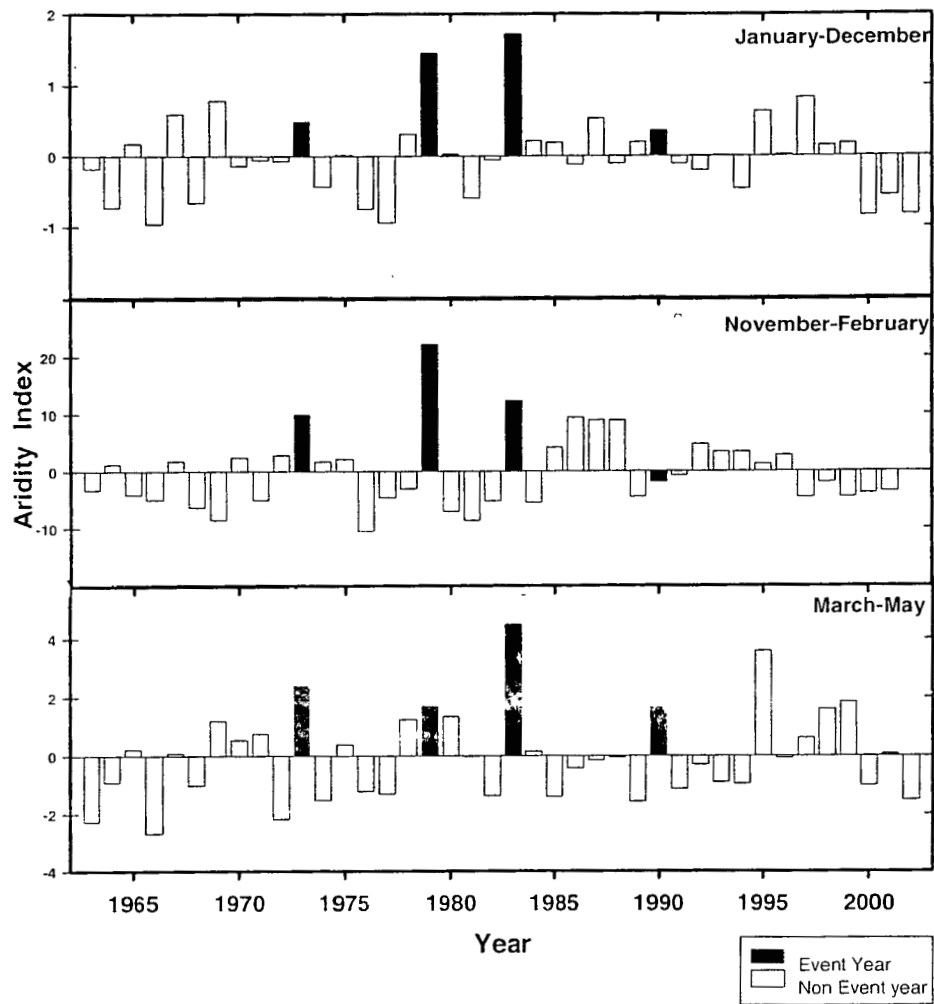 January-December
2
1
0
-1
November-February
20
10
0
-10
March-May
4
2
0
-2
-4
Aridity Index
1965 1970 1975 1980 1985 1990 1995 2000
Year
Event Year
Non Event year